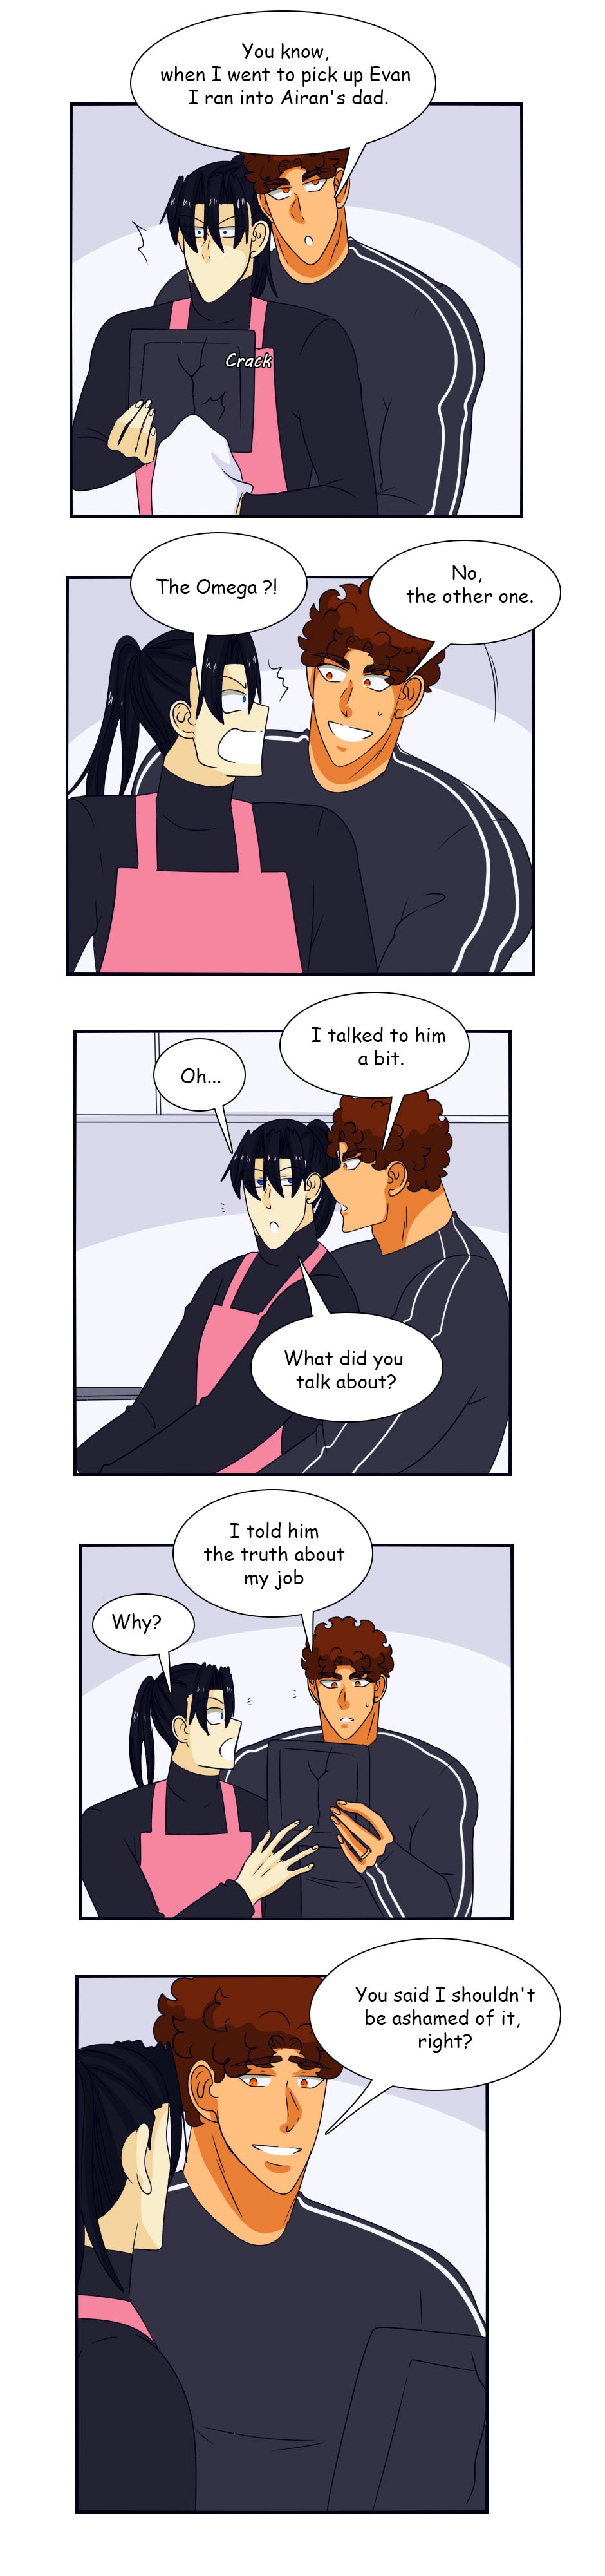 You know,
when I went to pick up Evan
I ran into Airan's dad.
Crack
The Omega ?!
No,
the other one.
I talked to him
a bit.
Oh...
What did you
talk about?
I told him
the truth about
my job
Why?
You said I shouldn't
be ashamed of it,
right?